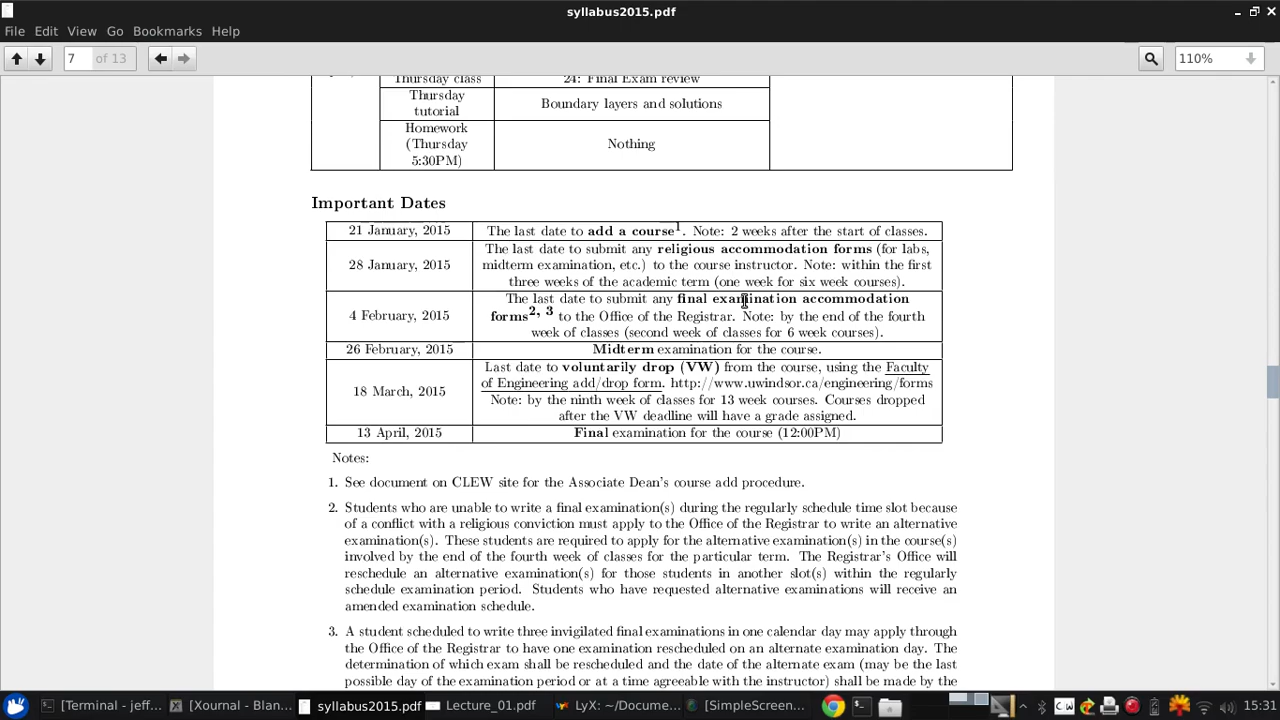 syllabus2015.pdf
File Edit View Go Bookmarks Help
7 of 13 110%
Thursday class 24: Final Exam review
Thursday tutorial Boundary layers and solutions
Homework (Thursday 5:30PM) Nothing
Important Dates
21 January, 2015 The last date to add a course1. Note: 2 weeks after the start of classes.
28 January, 2015
The last date to submit any religious accommodation forms (for labs,
midterm examination, etc.) to the course instructor. Note: within the first
three weeks of the academic term (one week for six week courses).
4 February, 2015
The last date to submit any final examination accommodation
forms2, 3 to the Office of the Registrar. Note: by the end of the fourth
week of classes (second week of classes for 6 week courses).
26 February, 2015 Midterm examination for the course.
18 March, 2015
Last date to voluntarily drop (VW) from the course, using the Faculty
of Engineering add/drop form. http://www.uwindsor.ca/engineering/forms
Note: by the ninth week of classes for 13 week courses. Courses dropped
after the VW deadline will have a grade assigned.
13 April, 2015 Final examination for the course (12:00PM)
Notes:
1. See document on CLEW site for the Associate Dean's course add procedure.
2. Students who are unable to write a final examination(s) during the regularly schedule time slot because
of a conflict with a religious conviction must apply to the Office of the Registrar to write an alternative
examination(s). These students are required to apply for the alternative examination(s) in the course(s)
involved by the end of the fourth week of classes for the particular term. The Registrar's Office will
reschedule an alternative examination(s) for those students in another slot(s) within the regularly
schedule examination period. Students who have requested alternative examinations will receive an
amended examination schedule.
3. A student scheduled to write three invigilated final examinations in one calendar day may apply through
the Office of the Registrar to have one examination rescheduled on an alternate examination day. The
determination of which exam shall be rescheduled and the date of the alternate exam (may be the last
possible day of the examination period or at a time agreeable with the instructor) shall be made by the
[Terminal - jeff... [Xournal - Blan... syllabus2015.pdf Lecture_01.pdf LyX: ~/Docume... [SimpleScreen... CW 15:31